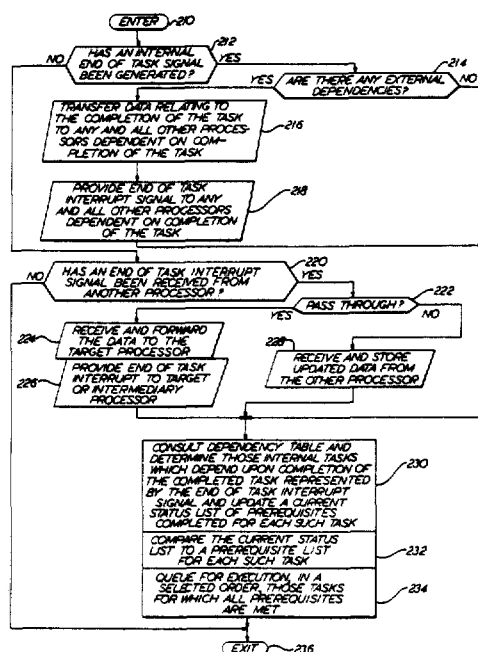 ENTER
210
HAS AN INTERNAL
END OF TASK SIGNAL
BEEN GENERATED?
212
NO
YES
214
ARE THERE ANY EXTERNAL
DEPENDENCIES?
YES
NO
TRANSFER DATA RELATING TO
THE COMPLETION OF THE TASK
TO ANY AND ALL OTHER PROCES-
SORS DEPENDENT ON COM-
PLETION OF THE TASK
216
PROVIDE END OF TASK
INTERRUPT SIGNAL TO ANY
AND ALL OTHER PROCESSORS
DEPENDENT ON COMPLETION
OF THE TASK
218
220
HAS AN END OF TASK INTERRUPT
SIGNAL BEEN RECEIVED FROM
ANOTHER PROCESSOR?
NO
YES
PASS THROUGH?
222
YES
NO
224
RECEIVE AND FORWARD
THE DATA TO THE
TARGET PROCESSOR
226
PROVIDE END OF TASK
INTERRUPT TO TARGET
OR INTERMEDIARY
PROCESSOR
228
RECEIVE AND STORE
UPDATED DATA FROM
THE OTHER PROCESSOR
CONSULT DEPENDENCY TABLE AND
DETERMINE THOSE INTERNAL TASKS
WHICH DEPEND UPON COMPLETION OF
THE COMPLETED TASK REPRESENTED
BY THE END OF TASK INTERRUPT
SIGNAL AND UPDATE A CURRENT
STATUS LIST OF PREREQUISITES
COMPLETED FOR EACH SUCH TASK
230
COMPARE THE CURRENT STATUS
LIST TO A PREREQUISITE LIST
FOR EACH SUCH TASK
232
QUEUE FOR EXECUTION, IN A
SELECTED ORDER, THOSE TASKS
FOR WHICH ALL PREREQUISITES
ARE MET
234
EXIT
236